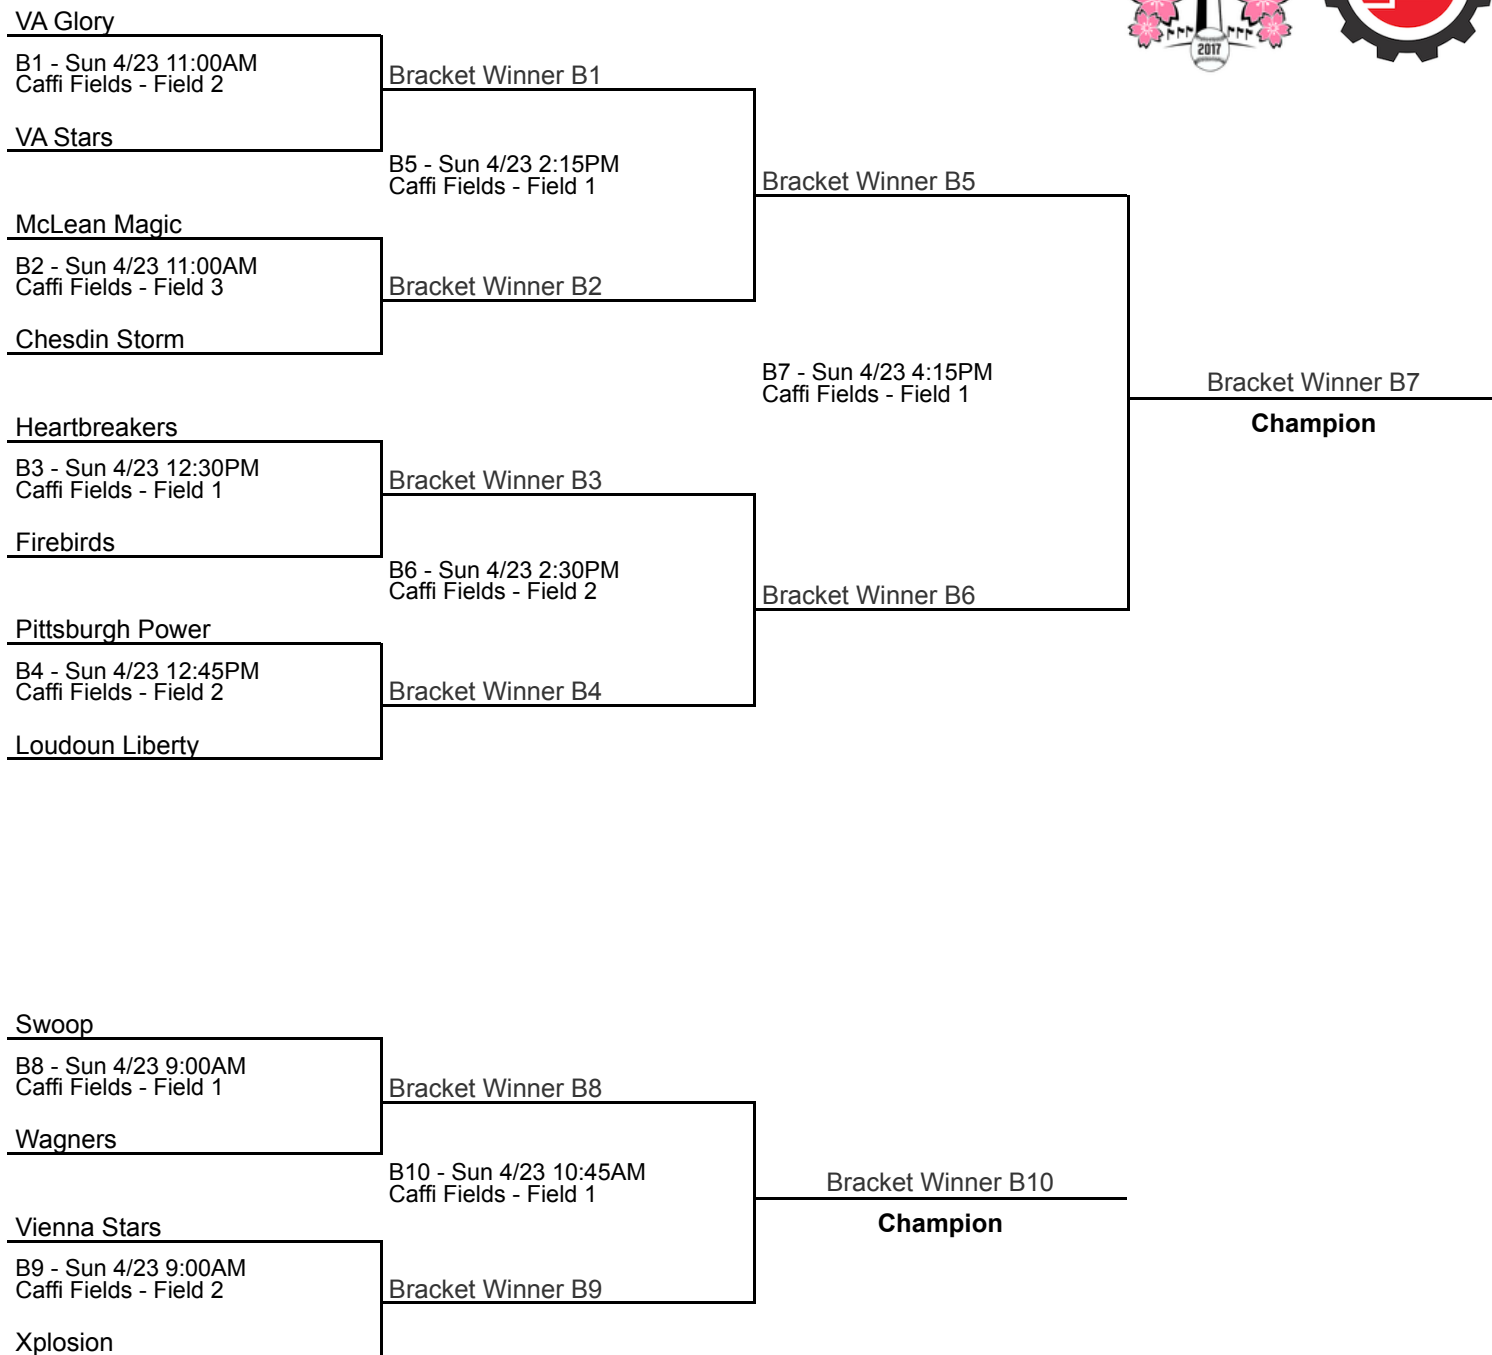 VA Glory
B1 - Sun 4/23 11:00AM
Caffi Fields - Field 2
VA Stars
Bracket Winner B1
B5 - Sun 4/23 2:15PM
Caffi Fields - Field 1
McLean Magic
B2 - Sun 4/23 11:00AM
Caffi Fields - Field 3
Chesdin Storm
Bracket Winner B2
Bracket Winner B5
B7 - Sun 4/23 4:15PM
Caffi Fields - Field 1
Bracket Winner B7
Champion
Heartbreakers
B3 - Sun 4/23 12:30PM
Caffi Fields - Field 1
Firebirds
Bracket Winner B3
B6 - Sun 4/23 2:30PM
Caffi Fields - Field 2
Pittsburgh Power
B4 - Sun 4/23 12:45PM
Caffi Fields - Field 2
Loudoun Liberty
Bracket Winner B4
Bracket Winner B6
2017
Swoop
B8 - Sun 4/23 9:00AM
Caffi Fields - Field 1
Wagners
Bracket Winner B8
B10 - Sun 4/23 10:45AM
Caffi Fields - Field 1
Vienna Stars
B9 - Sun 4/23 9:00AM
Caffi Fields - Field 2
Xplosion
Bracket Winner B9
Bracket Winner B10
Champion